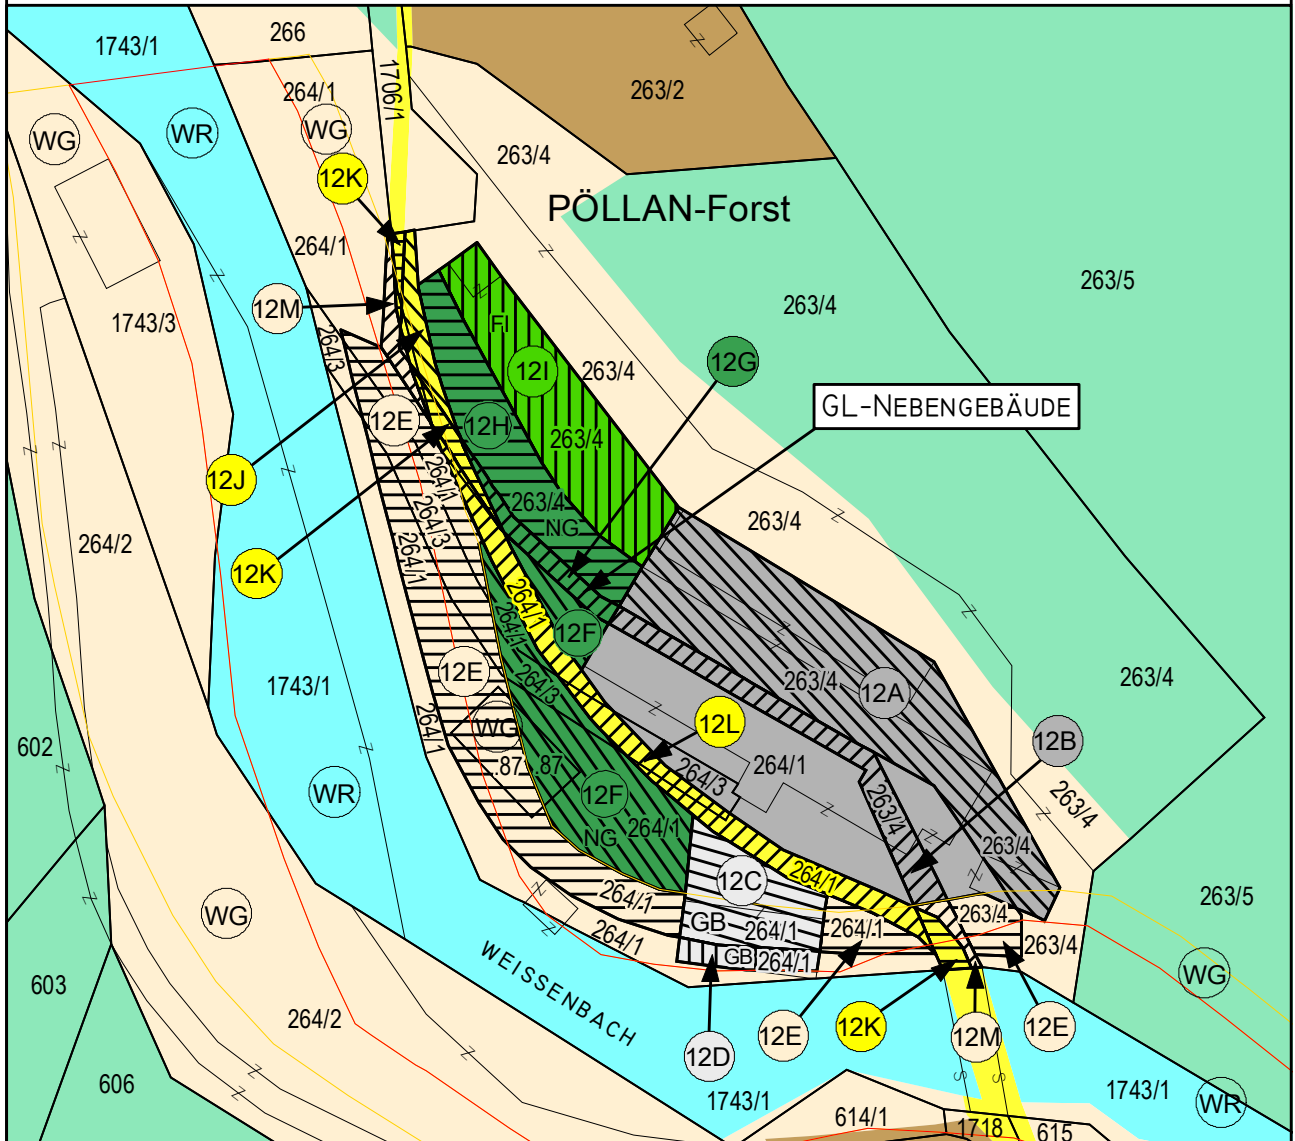 1743/1
266
1706/1
263/2
264/1
WG
WR
WG
263/4
12K
PÖLLAN-Forst
264/1
263/4
263/5
12M
1743/3
264/3
FI
12I
263/4
12G
GL-NEBENGEBÄUDE
12E
12H
263/4
12J
264/1
263/4
NG
263/4
264/3
264/2
264/1
12K
264/1
264/1
12F
12E
264/3
263/4
12A
263/4
1743/1
264/1
WG
12L
12B
602
.87
.87
264/3
264/1
WR
12F
263/4
263/4
NG
264/1
263/4
264/1
12C
263/5
WG
264/1
GB
264/1
264/1
263/4
264/1
263/4
WEISSENBACH
GB
264/1
WG
603
264/2
12D
12E
12K
12M
12E
S
S
606
1743/1
1743/1
WR
614/1
1718
615